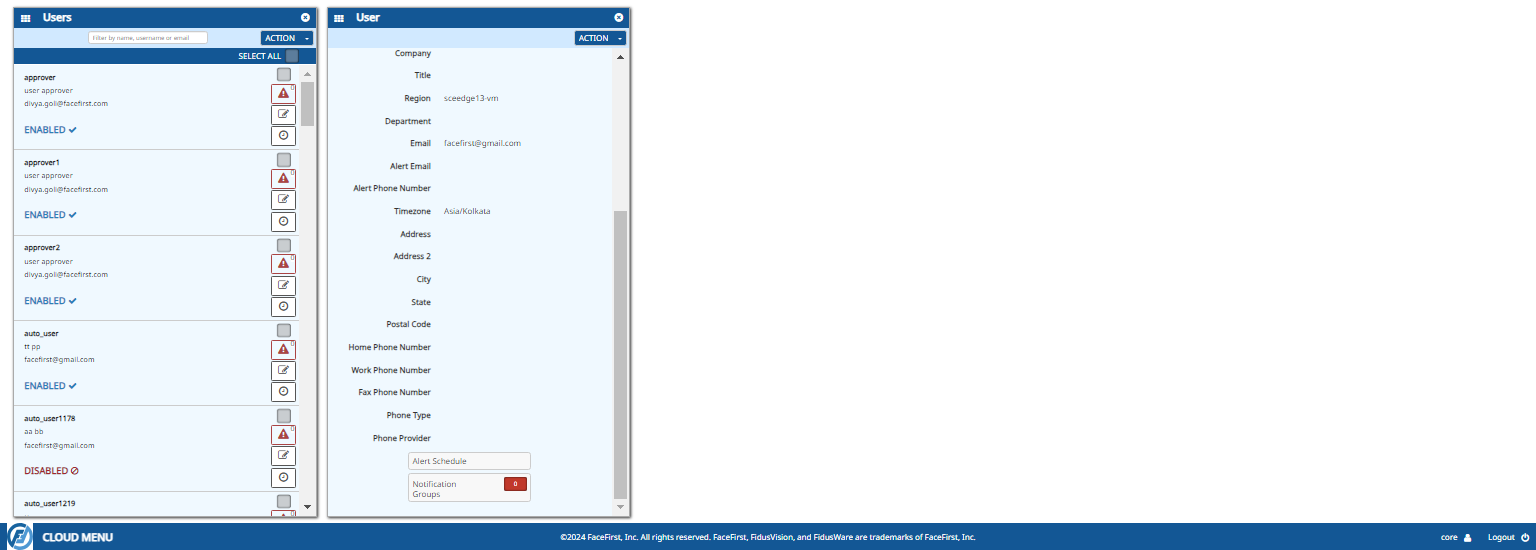 Users
Filter by name, username or email
ACTION
SELECT ALL
approver
user approver
divya.goli@facefirst.com
0
ENABLED
approver1
user approver
divya.goli@facefirst.com
0
ENABLED
approver2
user approver
divya.goli@facefirst.com
0
ENABLED
auto_user
tt pp
facefirst@gmail.com
0
ENABLED
auto_user1178
aa bb
facefirst@gmail.com
0
DISABLED
auto_user1219
User
ACTION
Company
Title
Region sceedge13-vm
Department
Email facefirst@gmail.com
Alert Email
Alert Phone Number
Timezone Asia/Kolkata
Address
Address 2
City
State
Postal Code
Home Phone Number
Work Phone Number
Fax Phone Number
Phone Type
Phone Provider
Alert Schedule
Notification 0
Groups
CLOUD MENU
©2024 FaceFirst, Inc. All rights reserved. FaceFirst, FidusVision, and FidusWare are trademarks of FaceFirst, Inc.
core
Logout